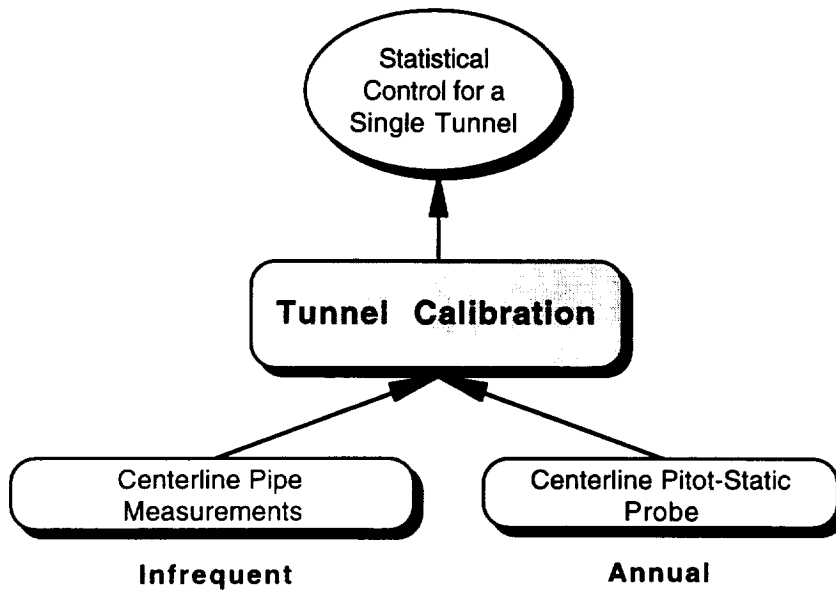 Statistical
Control for a
Single Tunnel
Tunnel Calibration
Centerline Pipe
Measurements
Centerline Pitot-Static
Probe
Infrequent
Annual